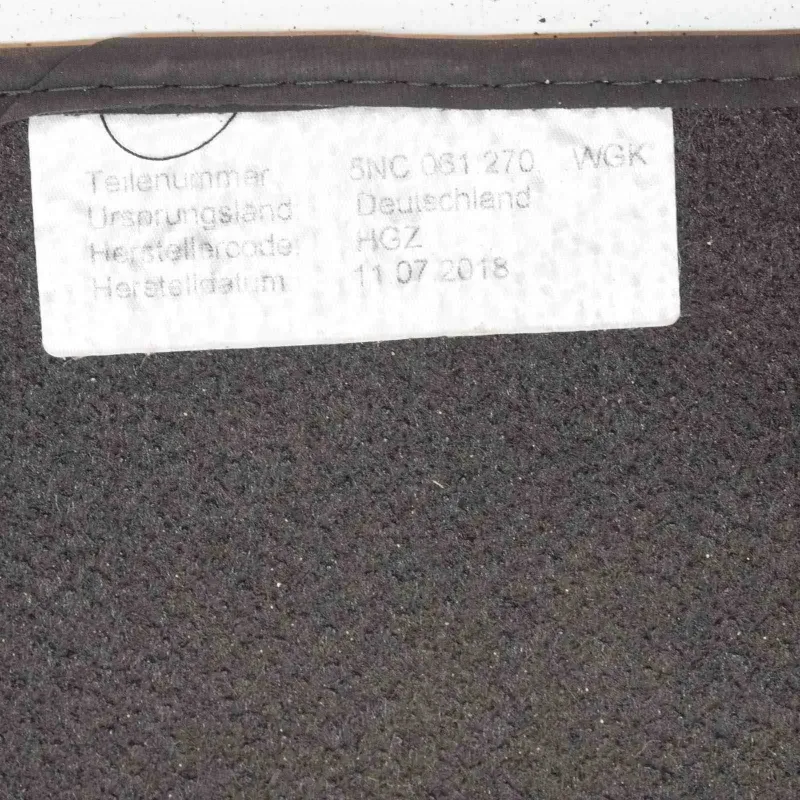 Teilenummer 5NC 061 270 WGK
Ursprungsland: Deutschland
Herstellercode: HGZ
Herstelldatum: 11 07 2018